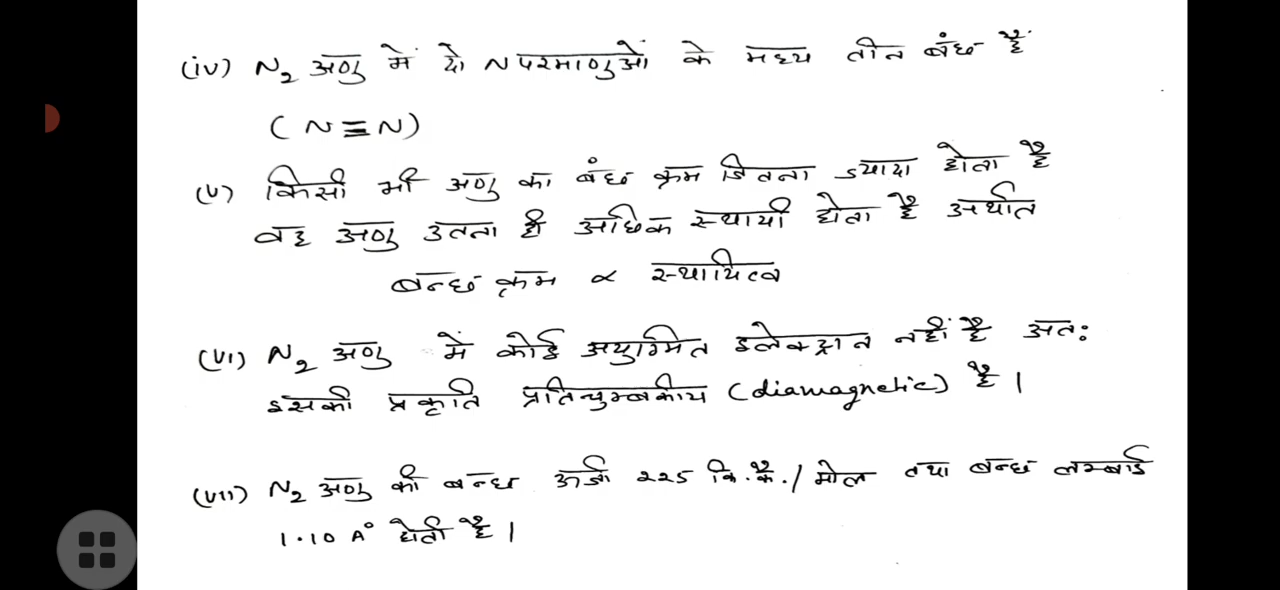 (iv) N₂ अणु में दो N परमाणुओं के मध्य तीन बंध हैं
( N ≡ N )
(v) किसी भी अणु का बंध क्रम जितना ज्यादा होता है
वह अणु उतना ही अधिक स्थायी होता है अर्थात
बन्ध क्रम ∝ स्थायित्व
(vi) N₂ अणु में कोई अयुग्मित इलेक्ट्रान नहीं है अतः
इसकी प्रकृति प्रतिचुम्बकीय (diamagnetic) है।
(vii) N₂ अणु की बन्ध ऊर्जा 225 कि.कै./मोल तथा बन्ध लम्बाई
1.10 A° होती है।